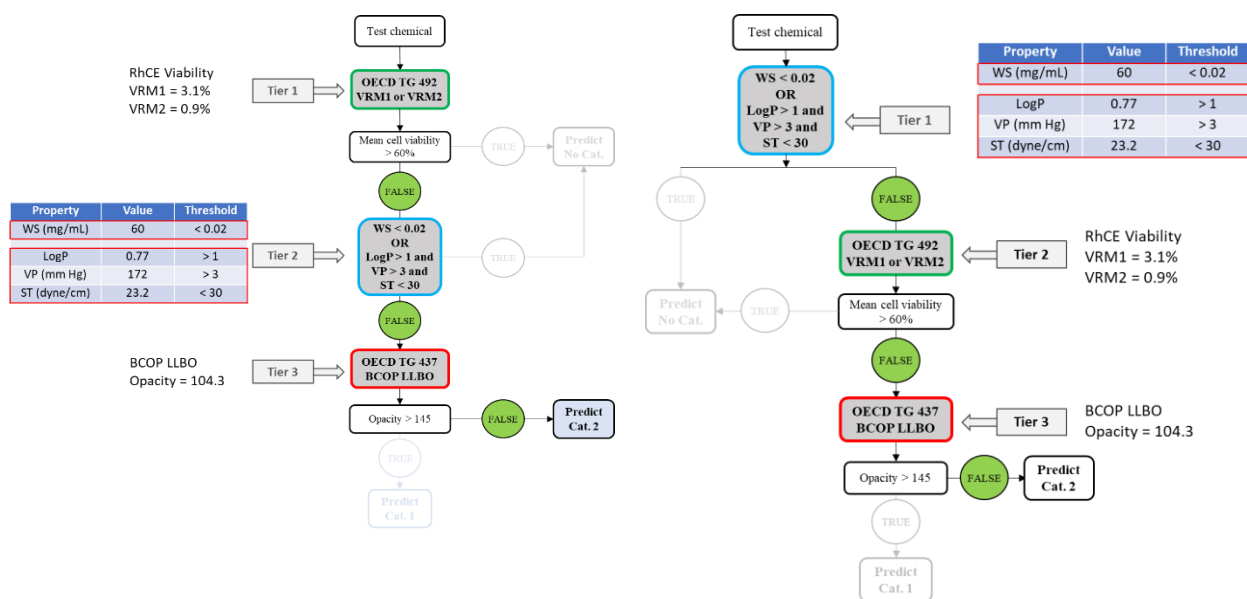 Test chemical
RhCE Viability
VRM1 = 3.1%
VRM2 = 0.9%
Tier 1
OECD TG 492
VRM1 or VRM2
Mean cell viability
> 60%
TRUE
Predict
No Cat.
FALSE
Property Value Threshold
WS (mg/mL) 60 < 0.02
LogP 0.77 > 1
VP (mm Hg) 172 > 3
ST (dyne/cm) 23.2 < 30
Tier 2
WS < 0.02
OR
LogP > 1 and
VP > 3 and
ST < 30
TRUE
FALSE
BCOP LLBO
Opacity = 104.3
Tier 3
OECD TG 437
BCOP LLBO
Opacity > 145
FALSE
Predict
Cat. 2
TRUE
Predict
Cat. 1
Test chemical
WS < 0.02
OR
LogP > 1 and
VP > 3 and
ST < 30
Tier 1
Property Value Threshold
WS (mg/mL) 60 < 0.02
LogP 0.77 > 1
VP (mm Hg) 172 > 3
ST (dyne/cm) 23.2 < 30
TRUE
FALSE
OECD TG 492
VRM1 or VRM2
Tier 2
RhCE Viability
VRM1 = 3.1%
VRM2 = 0.9%
Predict
No Cat.
TRUE
Mean cell viability
> 60%
FALSE
OECD TG 437
BCOP LLBO
Tier 3
BCOP LLBO
Opacity = 104.3
Opacity > 145
FALSE
Predict
Cat. 2
TRUE
Predict
Cat. 1